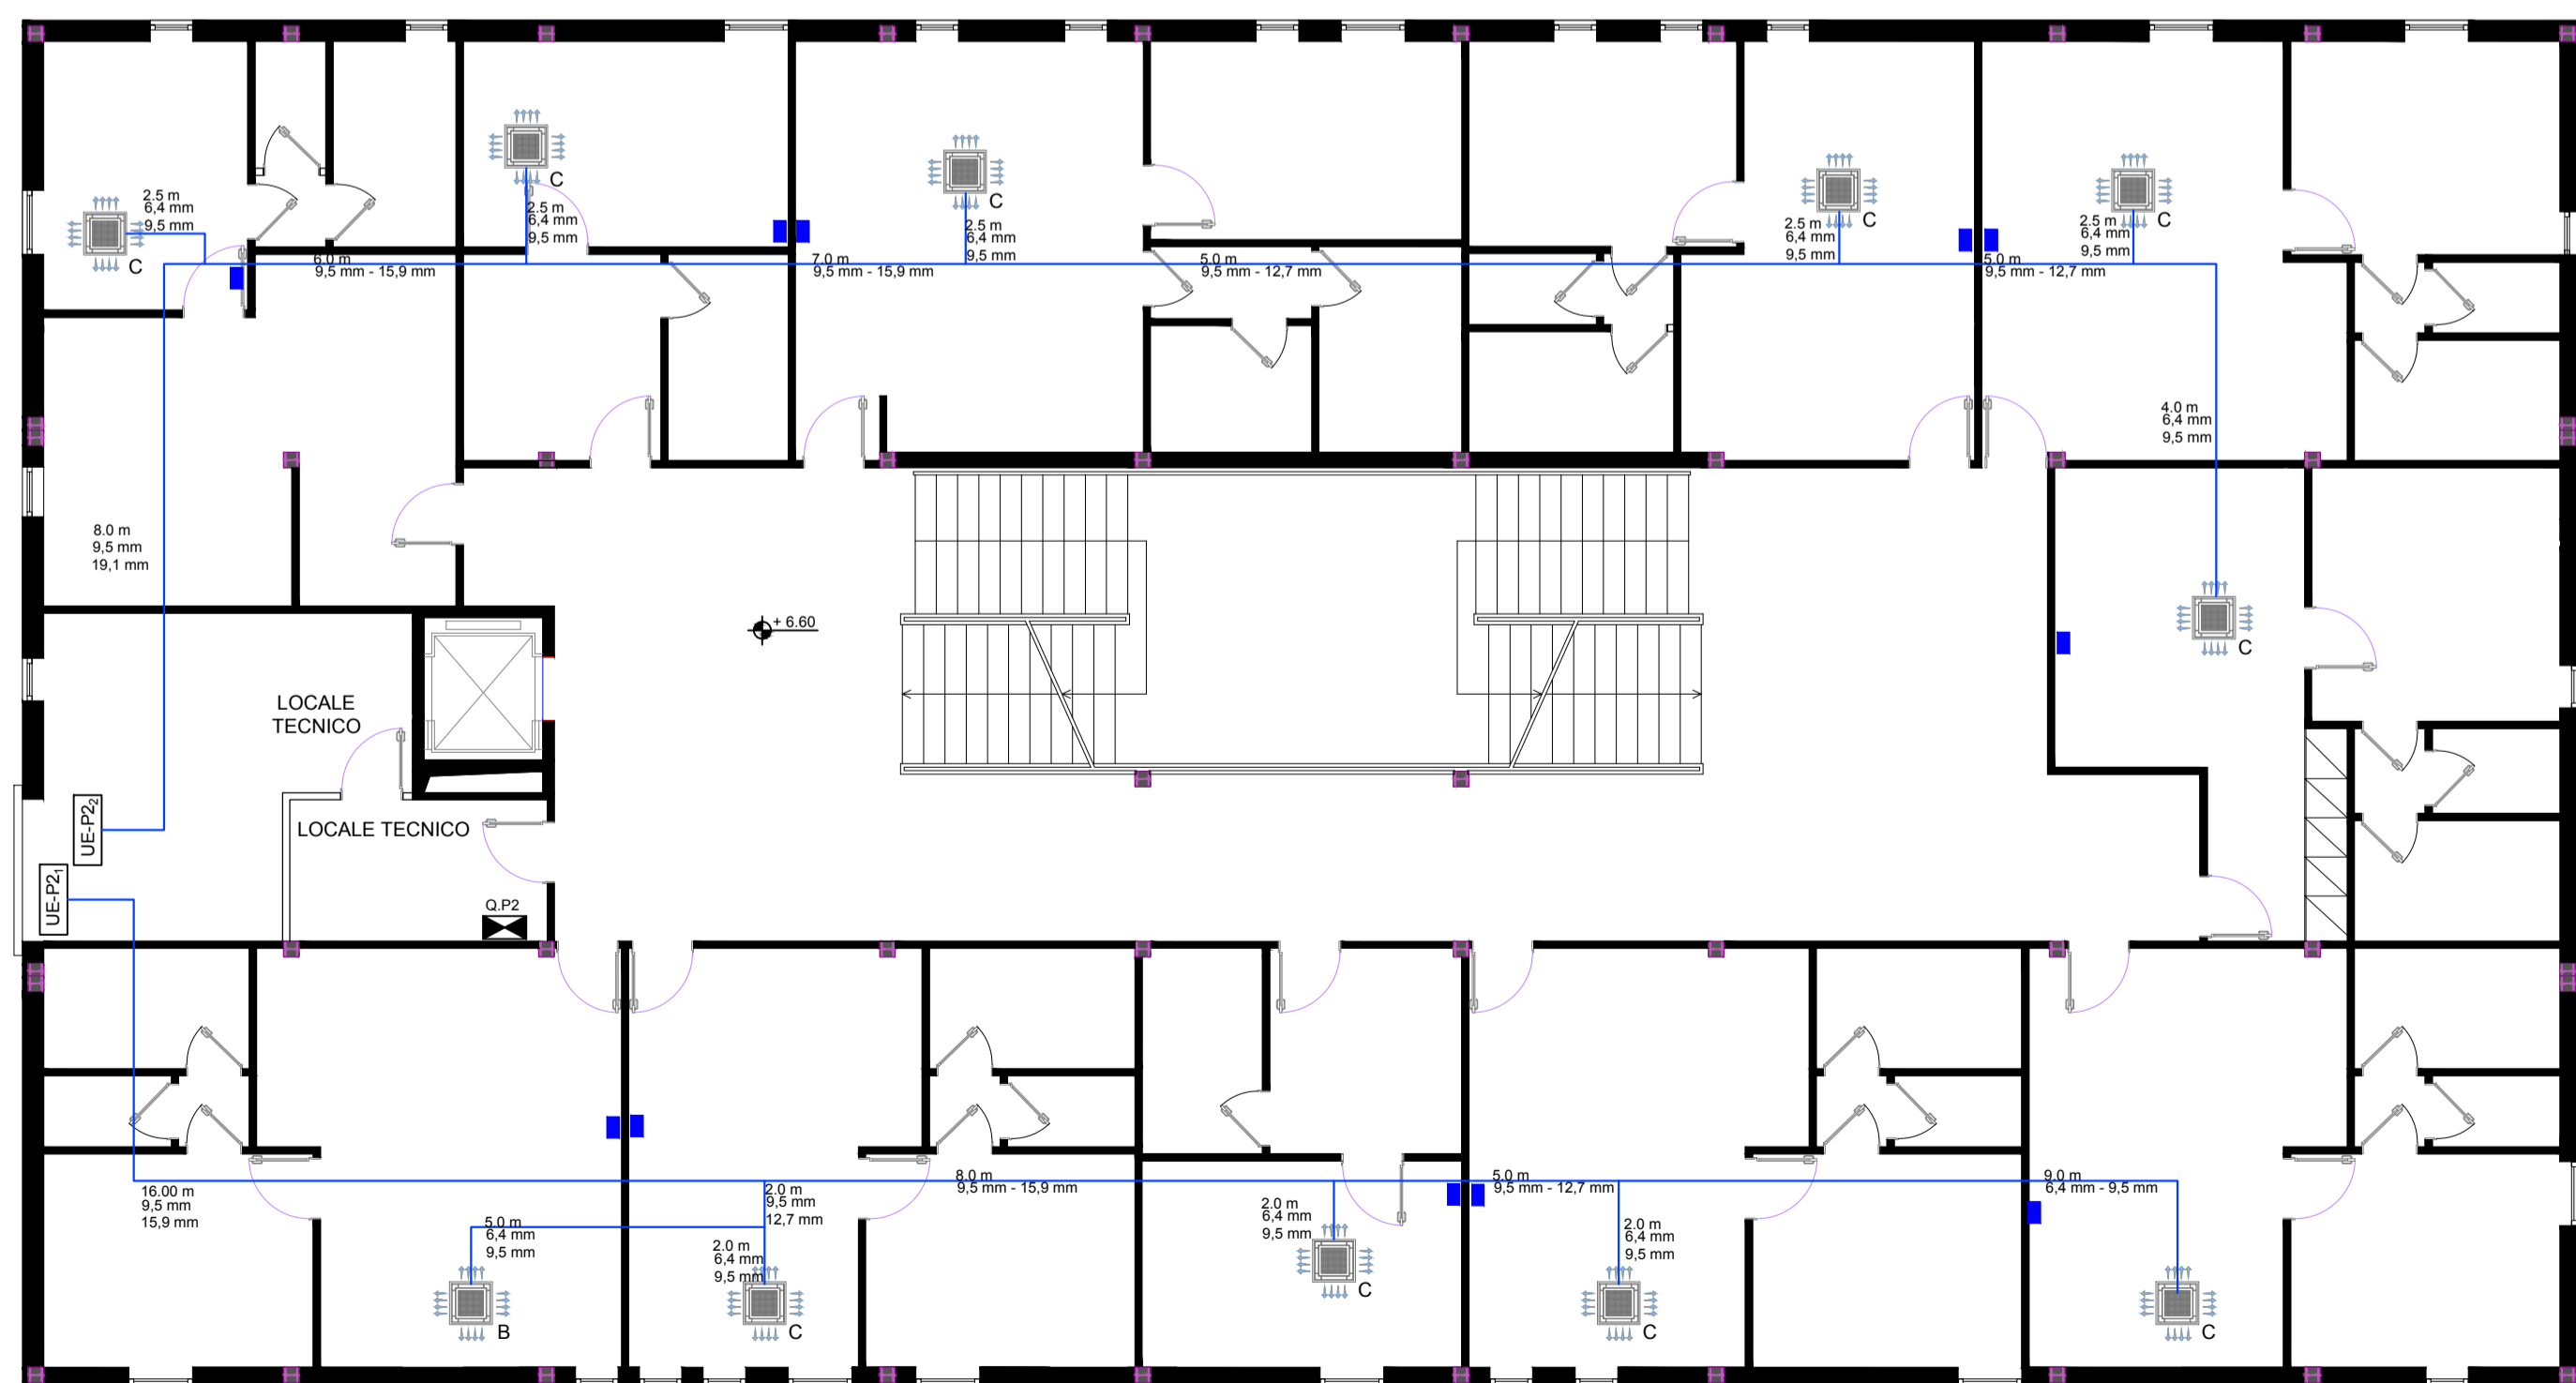 2.5 m
6,4 mm
9,5 mm
C
C
2.5 m
6,4 mm
9,5 mm
6.0 m
9,5 mm - 15,9 mm
C
2.5 m
6,4 mm
9,5 mm
7.0 m
9,5 mm - 15,9 mm
5.0 m
9,5 mm - 12,7 mm
C
2.5 m
6,4 mm
9,5 mm
C
2.5 m
6,4 mm
9,5 mm
5.0 m
9,5 mm - 12,7 mm
4.0 m
6,4 mm
9,5 mm
C
8.0 m
9,5 mm
19,1 mm
+ 6.60
LOCALE
TECNICO
LOCALE TECNICO
UE-P2₂
UE-P2₁
Q.P2
16.00 m
9,5 mm
15,9 mm
5.0 m
6,4 mm
9,5 mm
B
2.0 m
9,5 mm
12,7 mm
2.0 m
6,4 mm
9,5 mm
C
8.0 m
9,5 mm - 15,9 mm
2.0 m
6,4 mm
9,5 mm
C
5.0 m
9,5 mm - 12,7 mm
2.0 m
6,4 mm
9,5 mm
C
9.0 m
6,4 mm - 9,5 mm
C